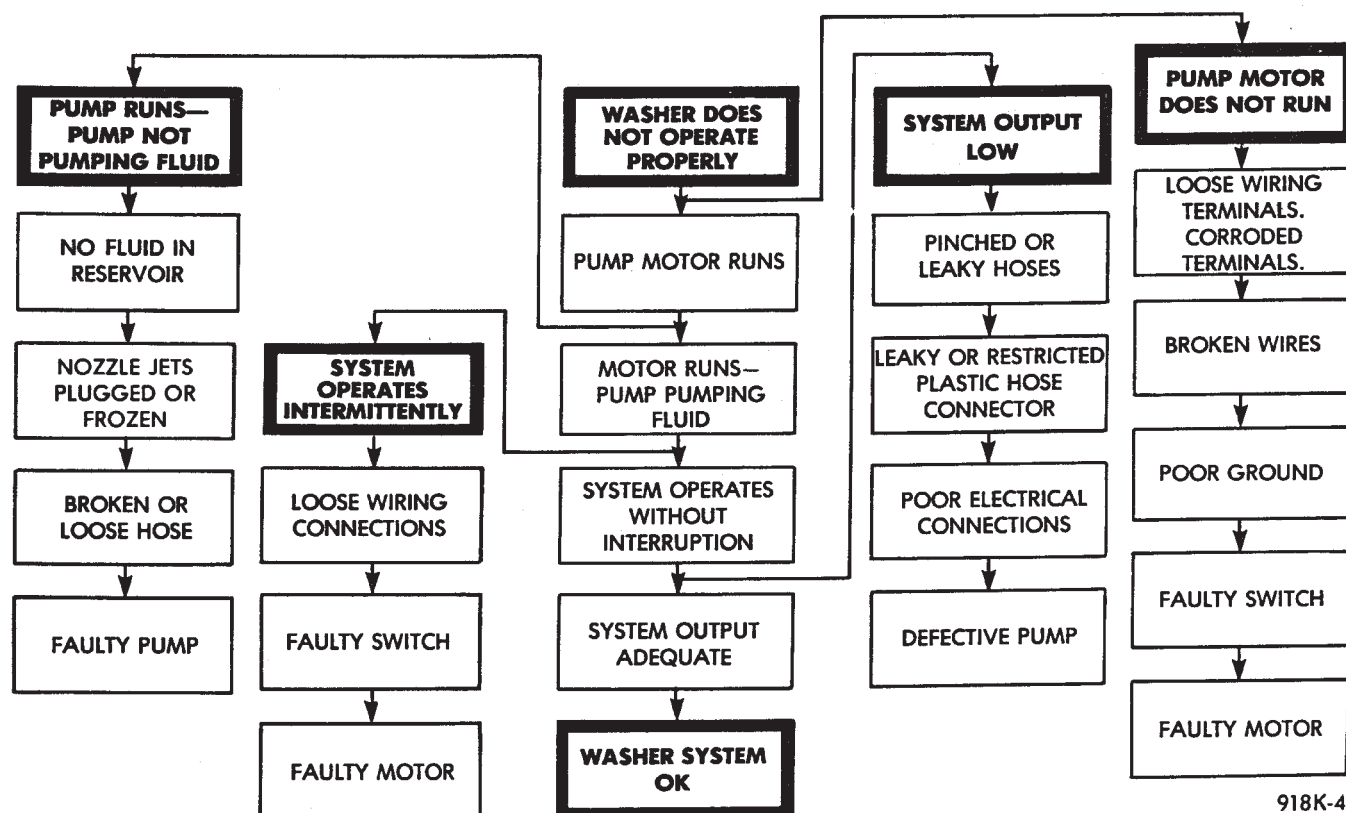 PUMP RUNS—
PUMP NOT
PUMPING FLUID
NO FLUID IN
RESERVOIR
NOZZLE JETS
PLUGGED OR
FROZEN
BROKEN OR
LOOSE HOSE
FAULTY PUMP
SYSTEM
OPERATES
INTERMITTENTLY
LOOSE WIRING
CONNECTIONS
FAULTY SWITCH
FAULTY MOTOR
WASHER DOES
NOT OPERATE
PROPERLY
PUMP MOTOR RUNS
MOTOR RUNS—
PUMP PUMPING
FLUID
SYSTEM OPERATES
WITHOUT
INTERRUPTION
SYSTEM OUTPUT
ADEQUATE
WASHER SYSTEM
OK
SYSTEM OUTPUT
LOW
PINCHED OR
LEAKY HOSES
LEAKY OR RESTRICTED
PLASTIC HOSE
CONNECTOR
POOR ELECTRICAL
CONNECTIONS
DEFECTIVE PUMP
PUMP MOTOR
DOES NOT RUN
LOOSE WIRING
TERMINALS.
CORRODED
TERMINALS.
BROKEN WIRES
POOR GROUND
FAULTY SWITCH
FAULTY MOTOR
918K-4